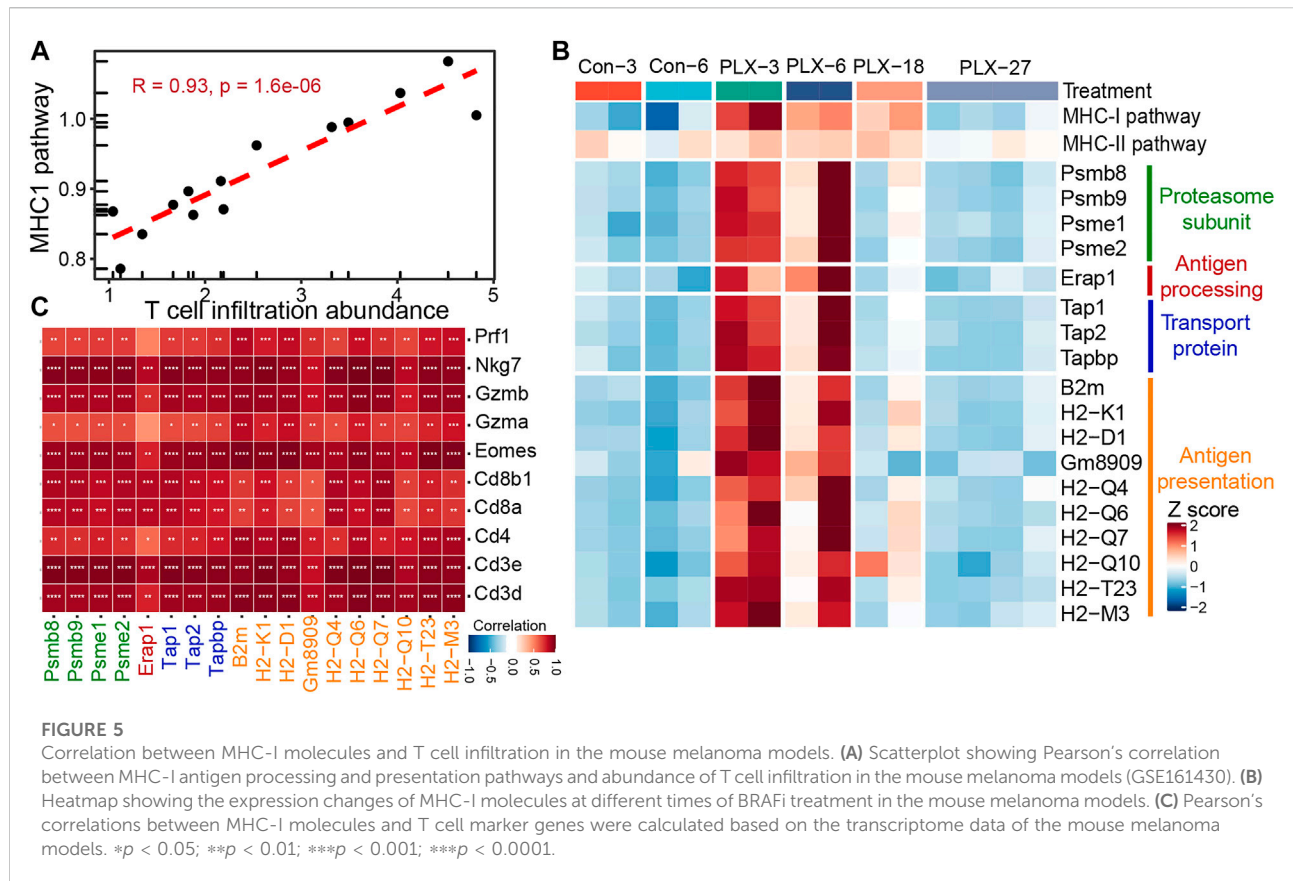 A
R = 0.93, p = 1.6e-06
MHC1 pathway
1.0
0.9
0.8
1 2 3 4 5
T cell infiltration abundance
B
Con-3 Con-6 PLX-3 PLX-6 PLX-18 PLX-27
Treatment
MHC-I pathway
MHC-II pathway
Psmb8
Psmb9
Psme1
Psme2
Proteasome
subunit
Erap1
Antigen
processing
Tap1
Tap2
Tapbp
Transport
protein
B2m
H2-K1
H2-D1
Gm8909
H2-Q4
H2-Q6
H2-Q7
H2-Q10
H2-T23
H2-M3
Antigen
presentation
Z score
2
1
0
-1
-2
C
Prf1
Nkg7
Gzmb
Gzma
Eomes
Cd8b1
Cd8a
Cd4
Cd3e
Cd3d
Psmb8
Psmb9
Psme1
Psme2
Erap1
Tap1
Tap2
Tapbp
B2m
H2-K1
H2-D1
Gm8909
H2-Q4
H2-Q6
H2-Q7
H2-Q10
H2-T23
H2-M3
Correlation
-1.0
-0.5
0.0
0.5
1.0
FIGURE 5
Correlation between MHC-I molecules and T cell infiltration in the mouse melanoma models. (A) Scatterplot showing Pearson's correlation
between MHC-I antigen processing and presentation pathways and abundance of T cell infiltration in the mouse melanoma models (GSE161430). (B)
Heatmap showing the expression changes of MHC-I molecules at different times of BRAFi treatment in the mouse melanoma models. (C) Pearson's
correlations between MHC-I molecules and T cell marker genes were calculated based on the transcriptome data of the mouse melanoma
models. *p < 0.05; **p < 0.01; ***p < 0.001; ***p < 0.0001.